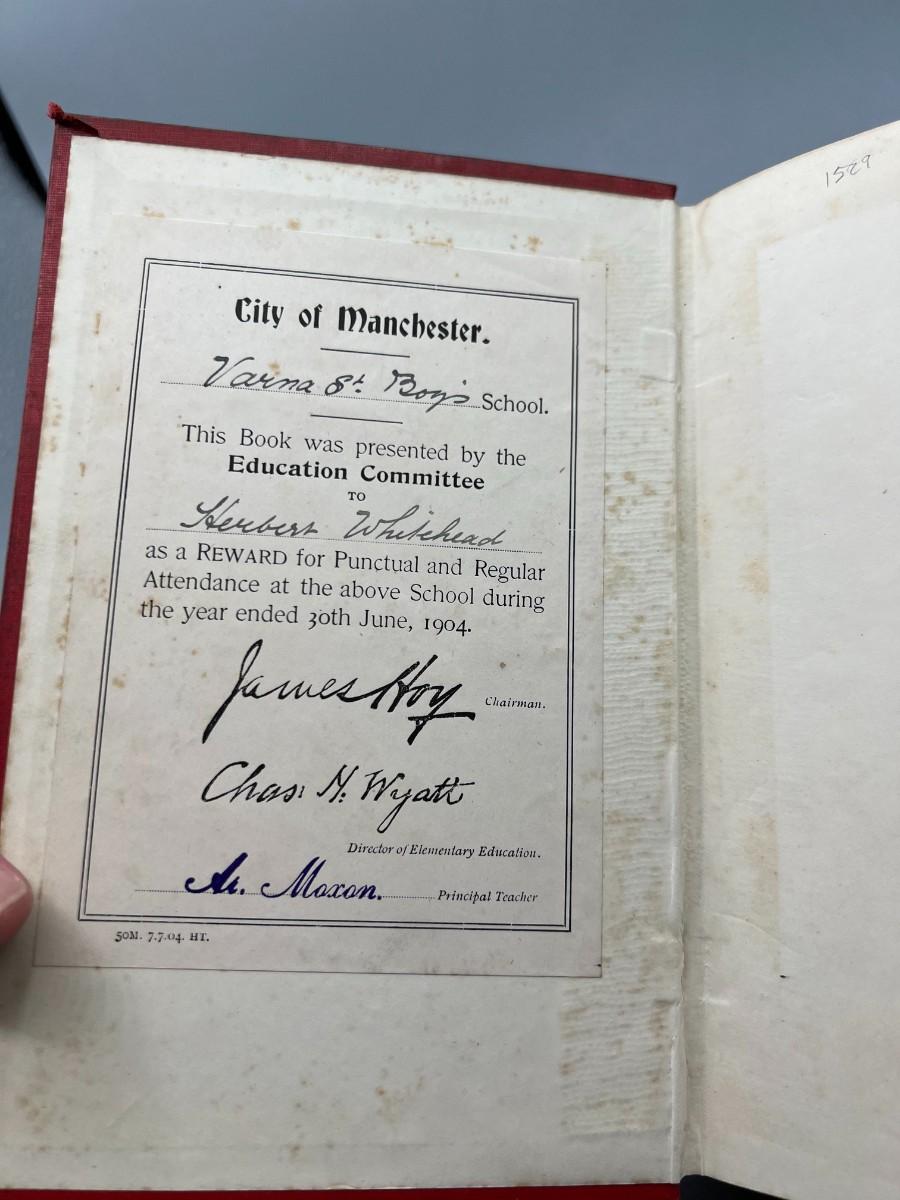 1529
City of Manchester.
Varna St. Boy's School.
This Book was presented by the
Education Committee
TO
Herbert Whitehead
as a REWARD for Punctual and Regular
Attendance at the above School during
the year ended 30th June, 1904.
James Hoy Chairman.
Chas: H. Wyatt
Director of Elementary Education.
Ar. Moxon. Principal Teacher
50M. 7.7.04. HT.